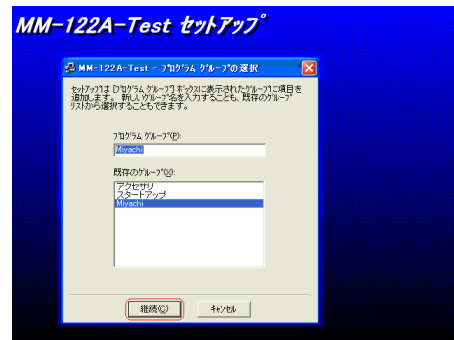 MM-122A-Test セットアップ
MM-122A-Test - ﾌﾟﾛｸﾞﾗﾑ ｸﾞﾙｰﾌﾟの選択
ｾｯﾄｱｯﾌﾟは [ﾌﾟﾛｸﾞﾗﾑ ｸﾞﾙｰﾌﾟ] ﾎﾞｯｸｽに表示されたｸﾞﾙｰﾌﾟに項目を
追加します。 新しいｸﾞﾙｰﾌﾟ名を入力することも、既存のｸﾞﾙｰﾌﾟ
ﾘｽﾄから選択することもできます。
ﾌﾟﾛｸﾞﾗﾑ ｸﾞﾙｰﾌﾟ(P):
Miyachi
既存のｸﾞﾙｰﾌﾟ(X):
アクセサリ
スタートアップ
Miyachi
継続(C)
ｷｬﾝｾﾙ